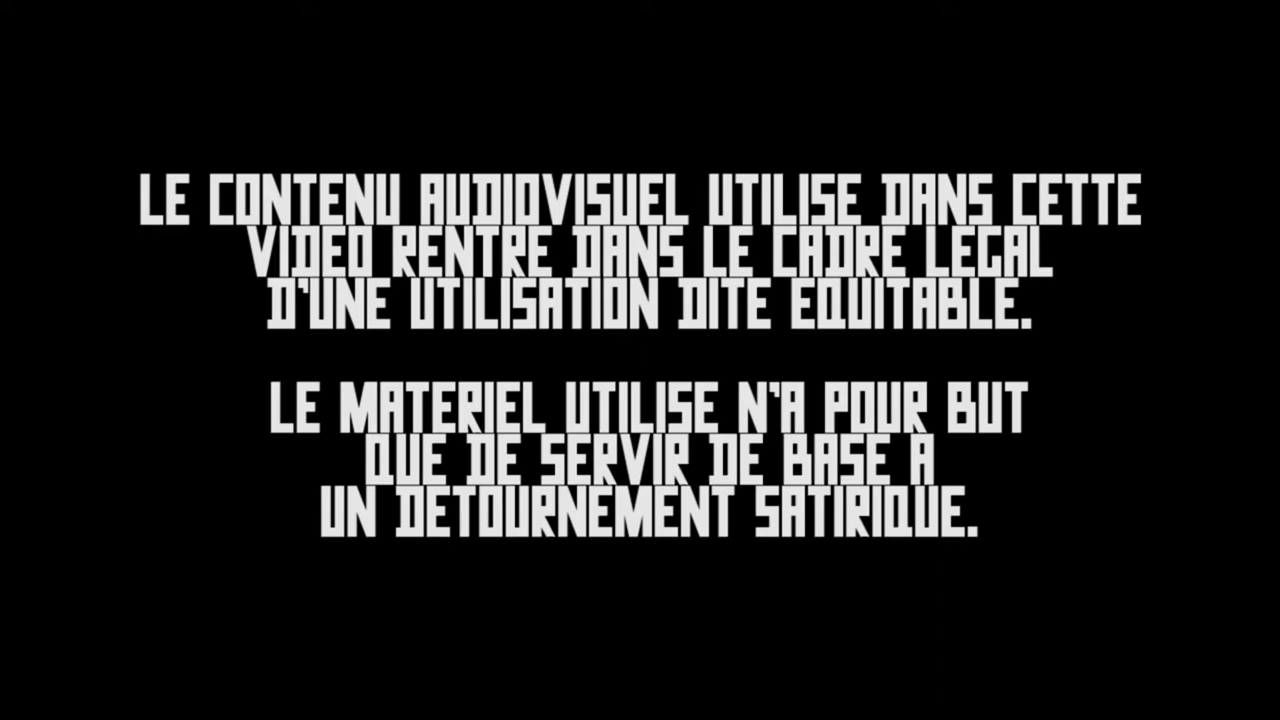 LE CONTENU AUDIOVISUEL UTILISE DANS CETTE
VIDEO RENTRE DANS LE CADRE LEGAL
D'UNE UTILISATION DITE EQUITABLE.
LE MATERIEL UTILISE N'A POUR BUT
QUE DE SERVIR DE BASE A
UN DETOURNEMENT SATIRIQUE.